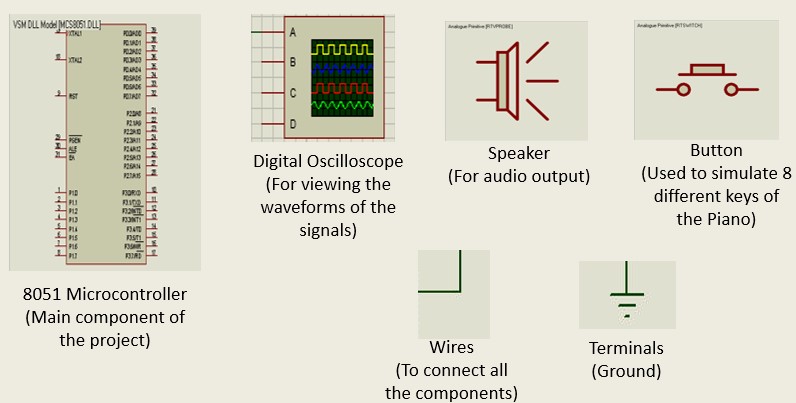 VSM DLL Model [MCS8051.DLL]
XTAL1
XTAL2
RST
PSEN
ALE
EA
P1.0
P1.1
P1.2
P1.3
P1.4
P1.5
P1.6
P1.7
P0.0/AD0
P0.1/AD1
P0.2/AD2
P0.3/AD3
P0.4/AD4
P0.5/AD5
P0.6/AD6
P0.7/AD7
P2.0/A8
P2.1/A9
P2.2/A10
P2.3/A11
P2.4/A12
P2.5/A13
P2.6/A14
P2.7/A15
P3.0/RXD
P3.1/TXD
P3.2/INT0
P3.3/INT1
P3.4/T0
P3.5/T1
P3.6/WR
P3.7/RD
8051 Microcontroller
(Main component of
the project)
A
B
C
D
Digital Oscilloscope
(For viewing the
waveforms of the
signals)
Analogue Primitive [RTVPROBE]
Speaker
(For audio output)
Analogue Primitive [RTSWITCH]
Button
(Used to simulate 8
different keys of
the Piano)
Wires
(To connect all
the components)
Terminals
(Ground)